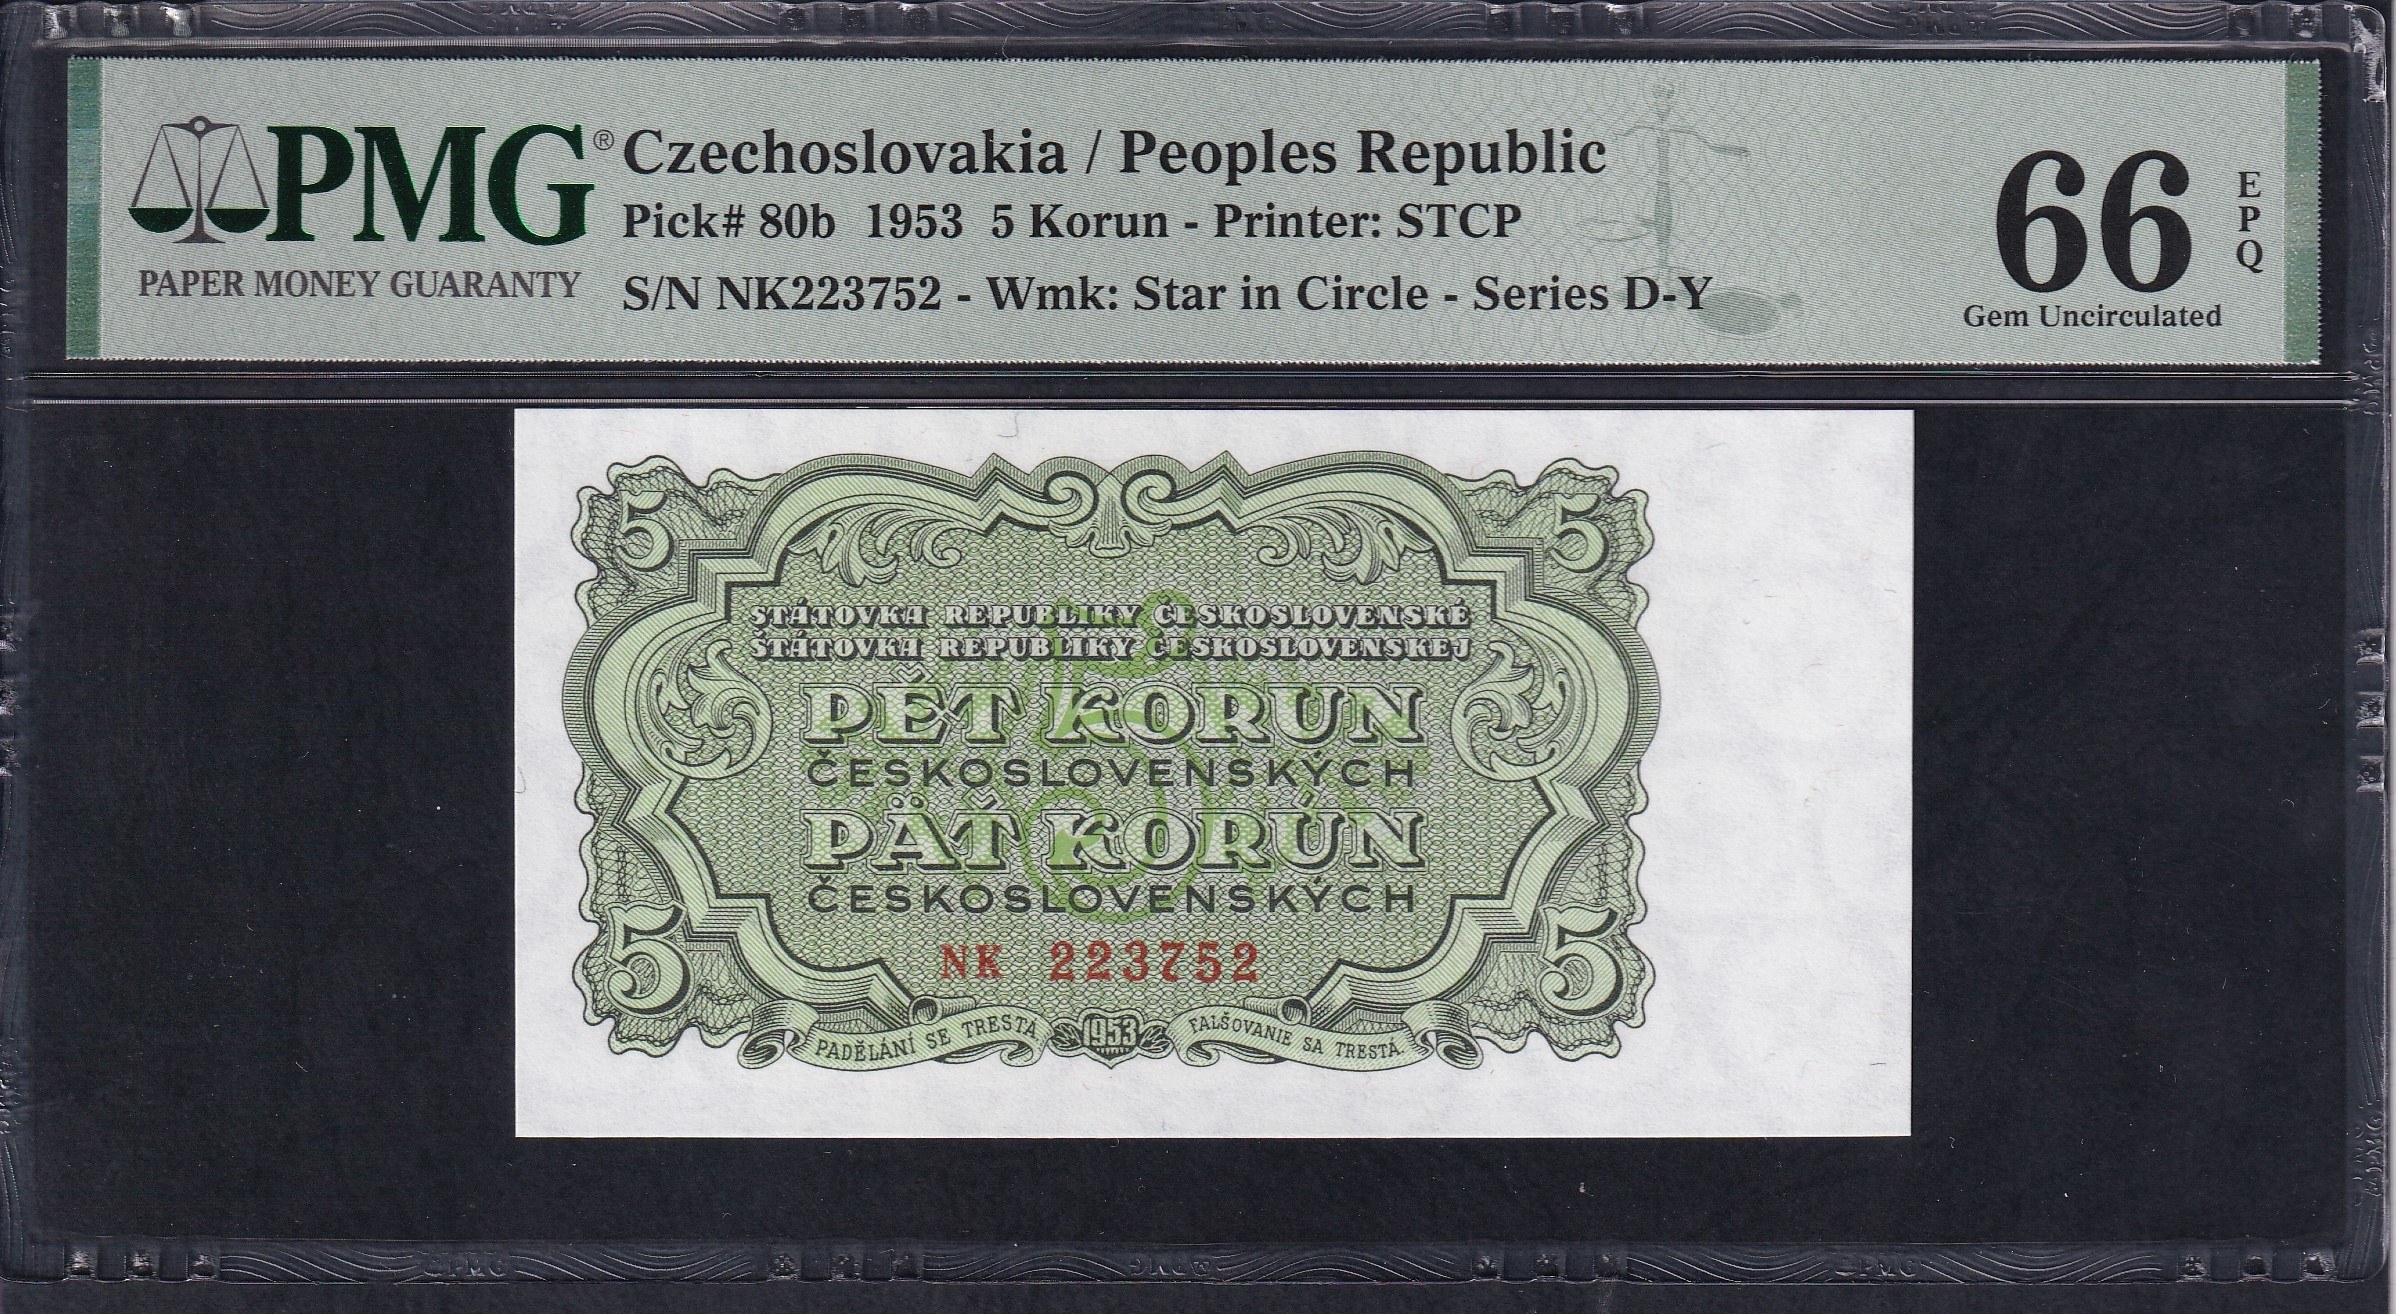 PMG®
PAPER MONEY GUARANTY
Czechoslovakia / Peoples Republic
Pick# 80b 1953 5 Korun - Printer: STCP
S/N NK223752 - Wmk: Star in Circle - Series D-Y
66
EPQ
Gem Uncirculated
5 5
STÁTOVKA REPUBLIKY ČESKOSLOVENSKÉ
ŠTÁTOVKA REPUBLIKY ČESKOSLOVENSKEJ
PĚT KORUN
ČESKOSLOVENSKÝCH
PÄŤ KORÚN
ČESKOSLOVENSKÝCH
5 5
NK 223752
PADĚLÁNÍ SE TRESTÁ 1953 FALŠOVANIE SA TRESTÁ.